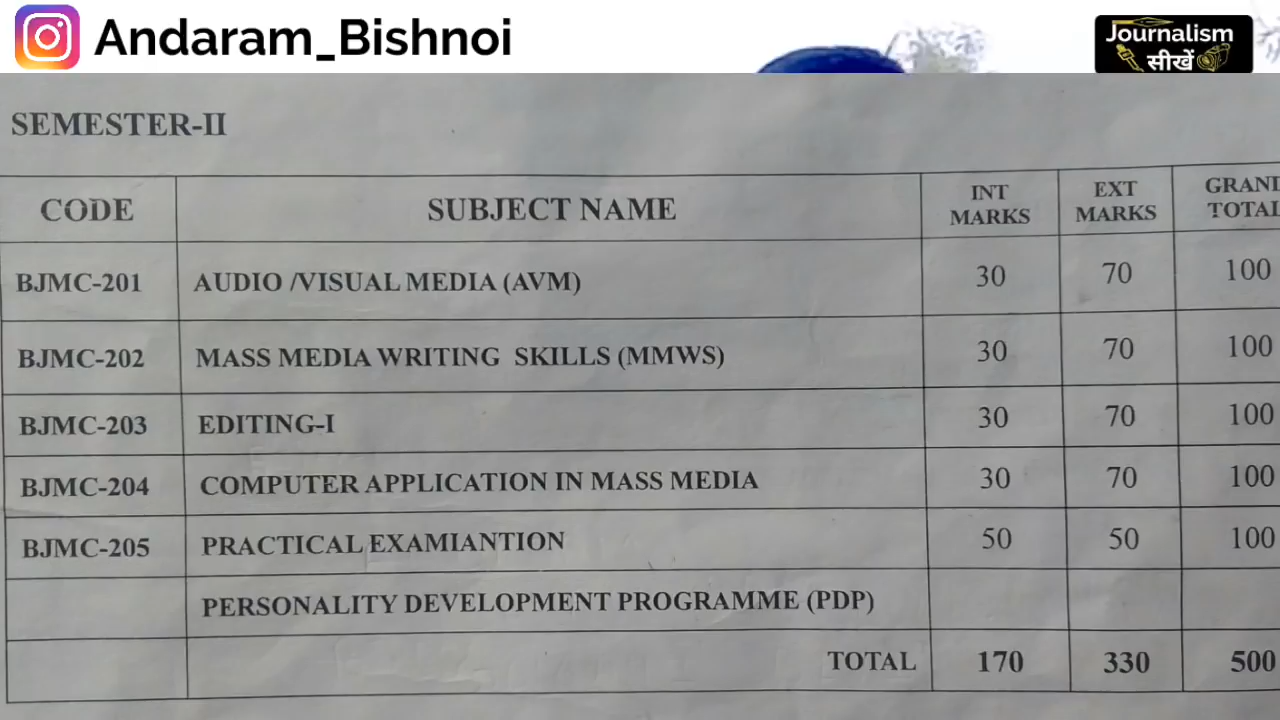 Andaram_Bishnoi
Journalism
सीखें
SEMESTER-II
CODE SUBJECT NAME INT MARKS EXT MARKS GRAND TOTAL
BJMC-201 AUDIO /VISUAL MEDIA (AVM) 30 70 100
BJMC-202 MASS MEDIA WRITING SKILLS (MMWS) 30 70 100
BJMC-203 EDITING-I 30 70 100
BJMC-204 COMPUTER APPLICATION IN MASS MEDIA 30 70 100
BJMC-205 PRACTICAL EXAMIANTION 50 50 100
PERSONALITY DEVELOPMENT PROGRAMME (PDP)
TOTAL 170 330 500